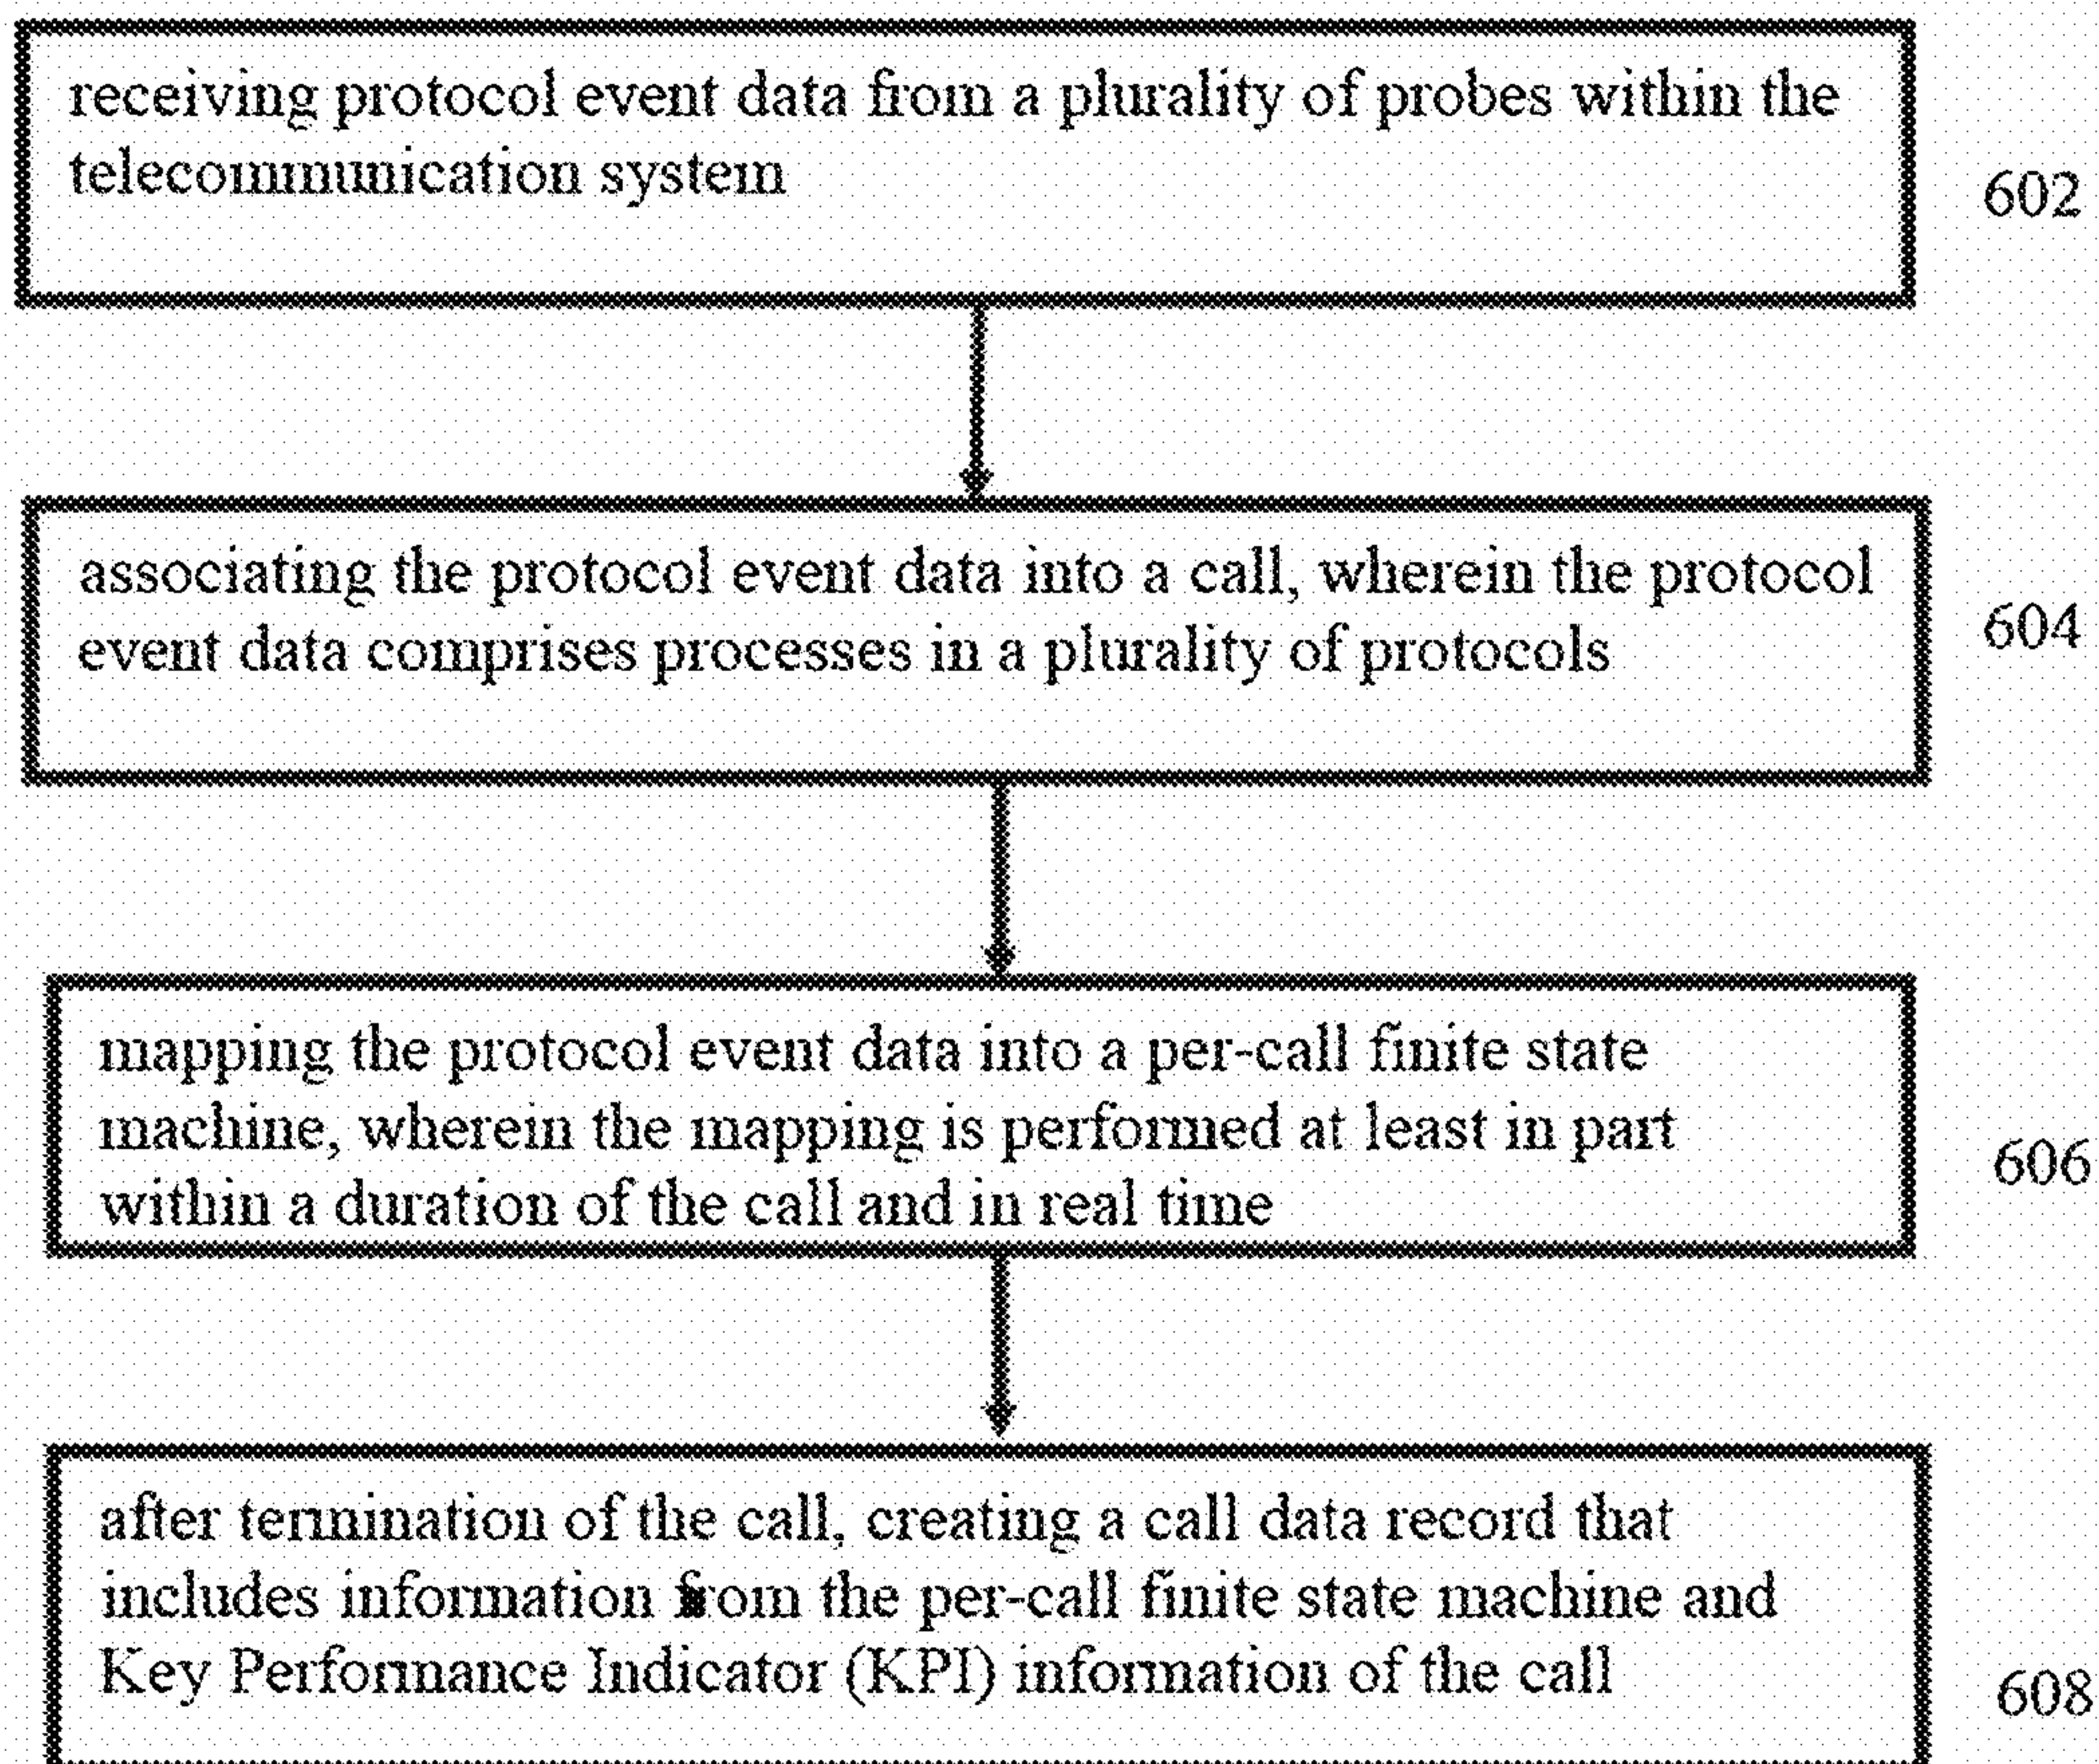 receiving protocol event data from a plurality of probes within the
telecommunication system
602
associating the protocol event data into a call, wherein the protocol
event data comprises processes in a plurality of protocols
604
mapping the protocol event data into a per-call finite state
machine, wherein the mapping is performed at least in part
within a duration of the call and in real time
606
after termination of the call, creating a call data record that
includes information from the per-call finite state machine and
Key Performance Indicator (KPI) information of the call
608